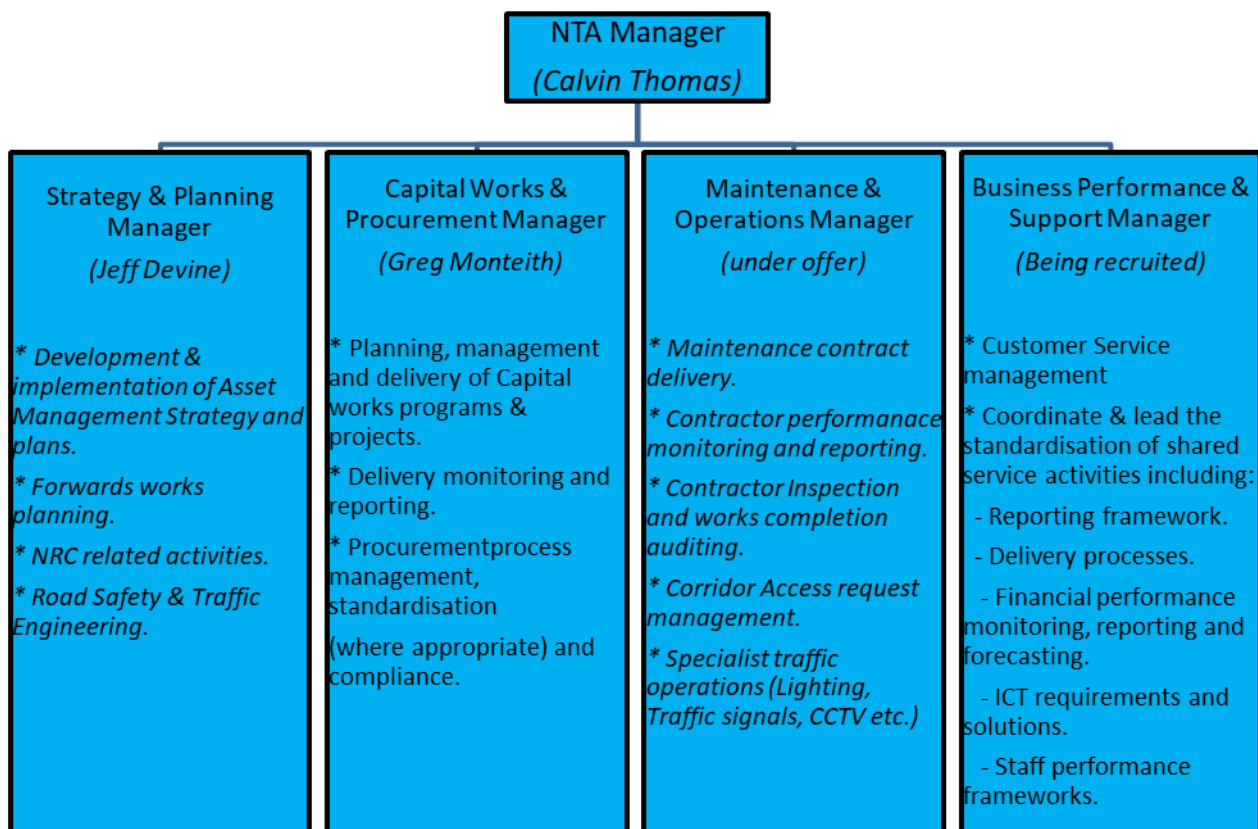 NTA Manager
(Calvin Thomas)
Strategy & Planning
Manager
(Jeff Devine)
* Development &
implementation of Asset
Management Strategy and
plans.
* Forwards works
planning.
* NRC related activities.
* Road Safety & Traffic
Engineering.
Capital Works &
Procurement Manager
(Greg Monteith)
* Planning, management
and delivery of Capital
works programs &
projects.
* Delivery monitoring and
reporting.
* Procurementprocess
management,
standardisation
(where appropriate) and
compliance.
Maintenance &
Operations Manager
(under offer)
* Maintenance contract
delivery.
* Contractor performanace
monitoring and reporting.
* Contractor Inspection
and works completion
auditing.
* Corridor Access request
management.
* Specialist traffic
operations (Lighting,
Traffic signals, CCTV etc.)
Business Performance &
Support Manager
(Being recruited)
* Customer Service
management
* Coordinate & lead the
standardisation of shared
service activities including:
- Reporting framework.
- Delivery processes.
- Financial performance
monitoring, reporting and
forecasting.
- ICT requirements and
solutions.
- Staff performance
frameworks.